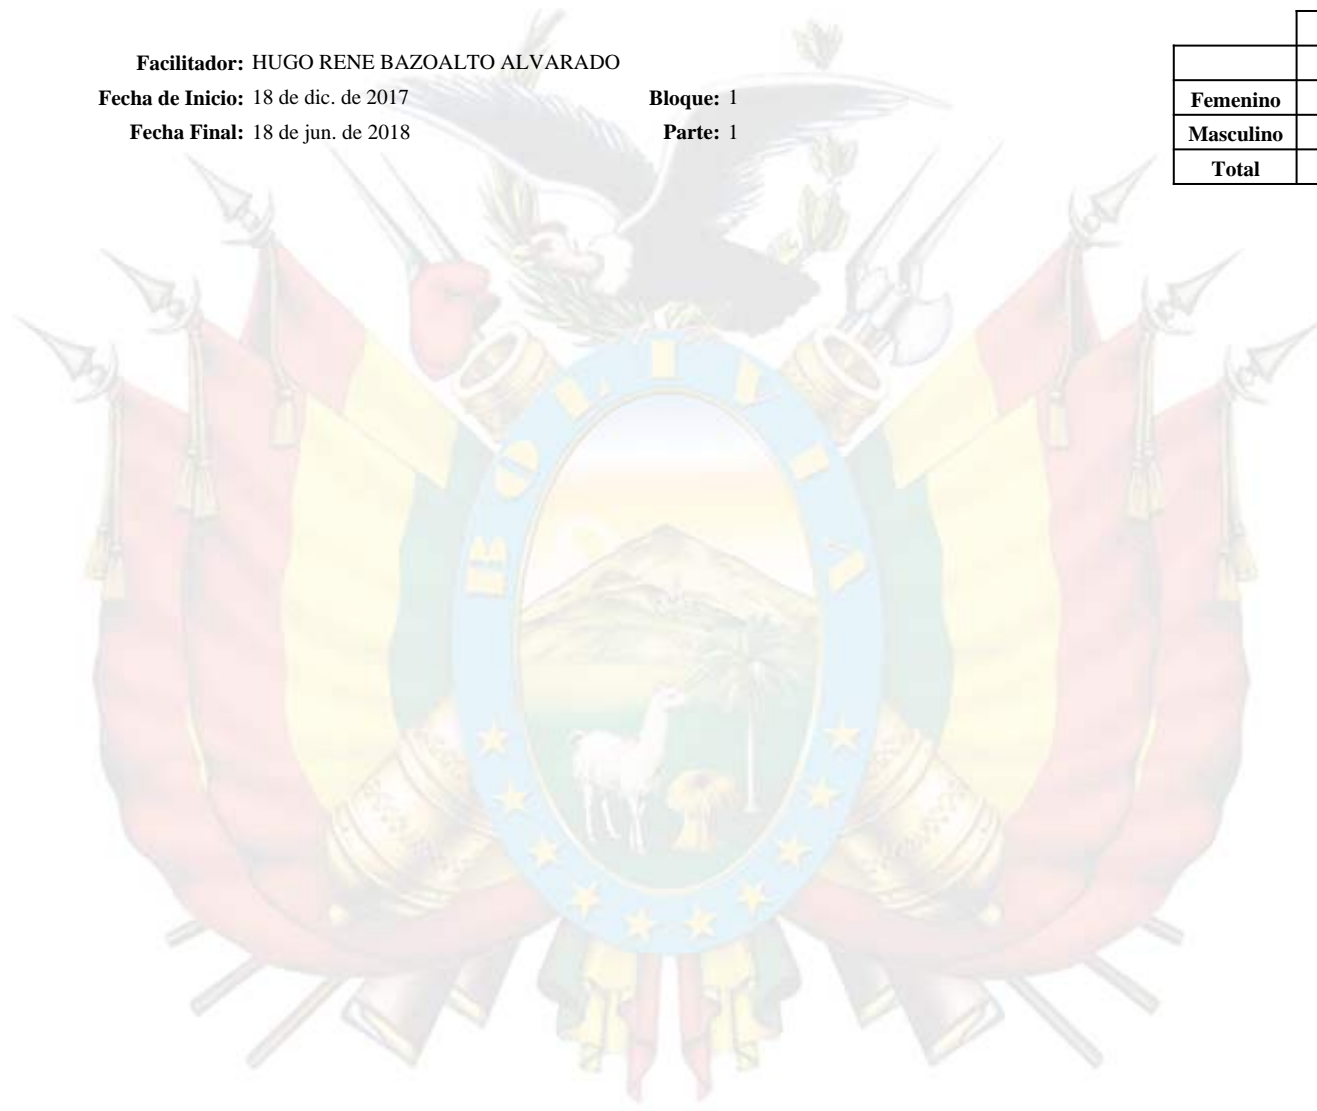 Facilitador: HUGO RENE BAZOALTO ALVARADO
Fecha de Inicio: 18 de dic. de 2017 Bloque: 1
Fecha Final: 18 de jun. de 2018 Parte: 1
Femenino
Masculino
Total
BOLIVIA